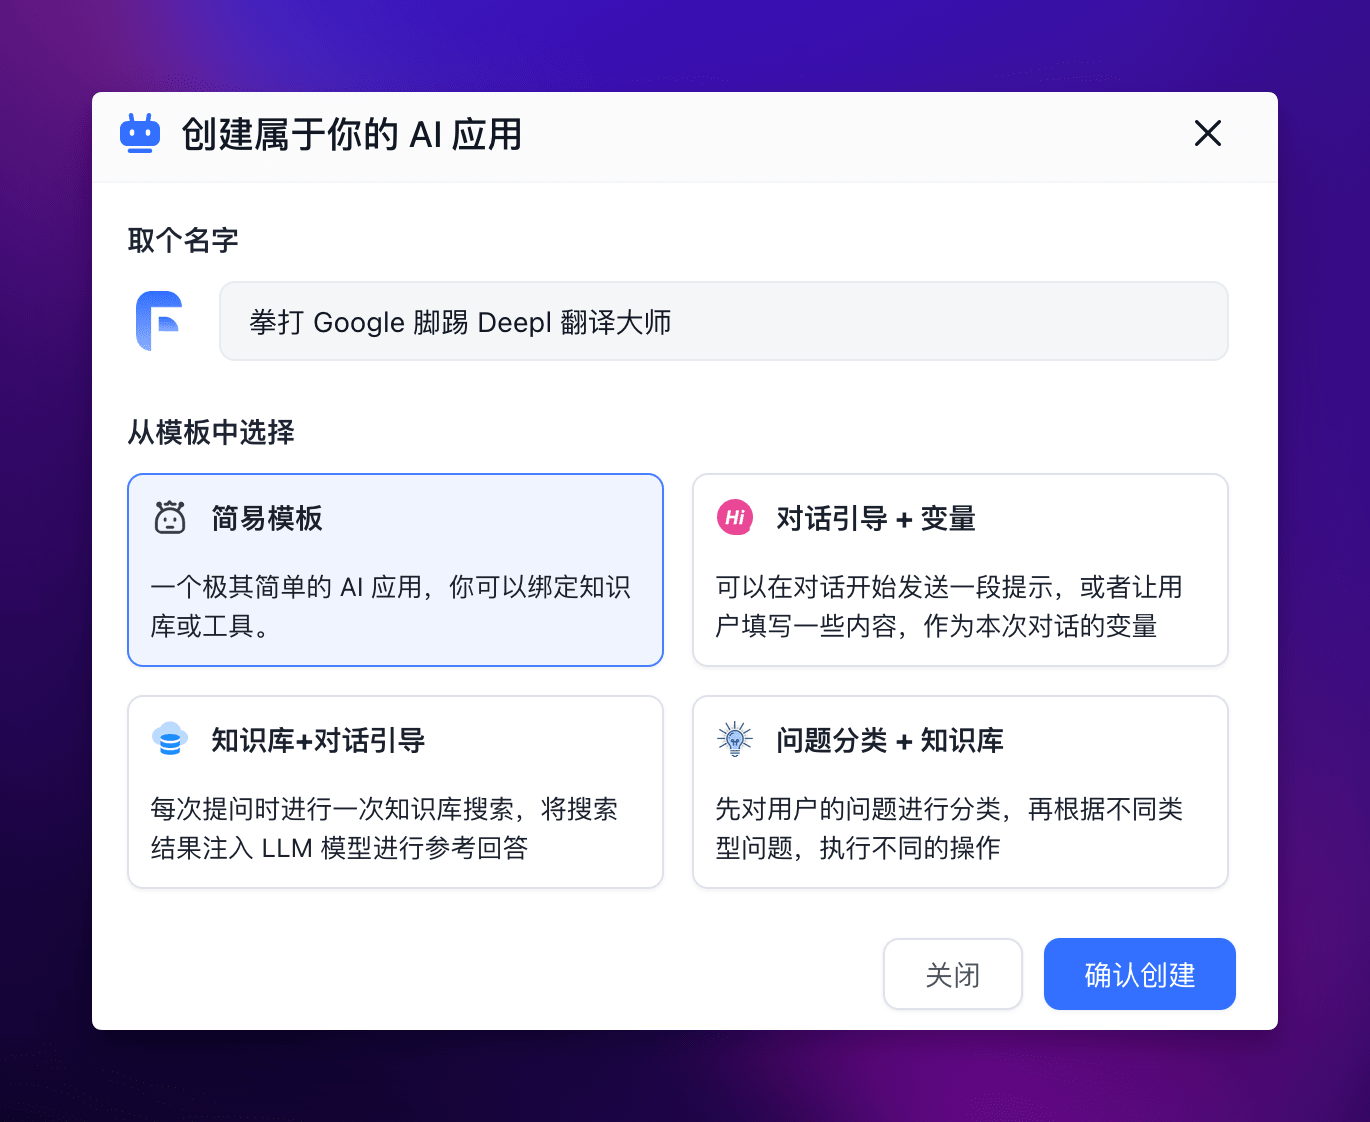 创建属于你的 AI 应用
取个名字
拳打 Google 脚踢 Deepl 翻译大师
从模板中选择
简易模板
一个极其简单的 AI 应用，你可以绑定知识
库或工具。
Hi
对话引导 + 变量
可以在对话开始发送一段提示，或者让用
户填写一些内容，作为本次对话的变量
知识库+对话引导
每次提问时进行一次知识库搜索，将搜索
结果注入 LLM 模型进行参考回答
问题分类 + 知识库
先对用户的问题进行分类，再根据不同类
型问题，执行不同的操作
关闭
确认创建